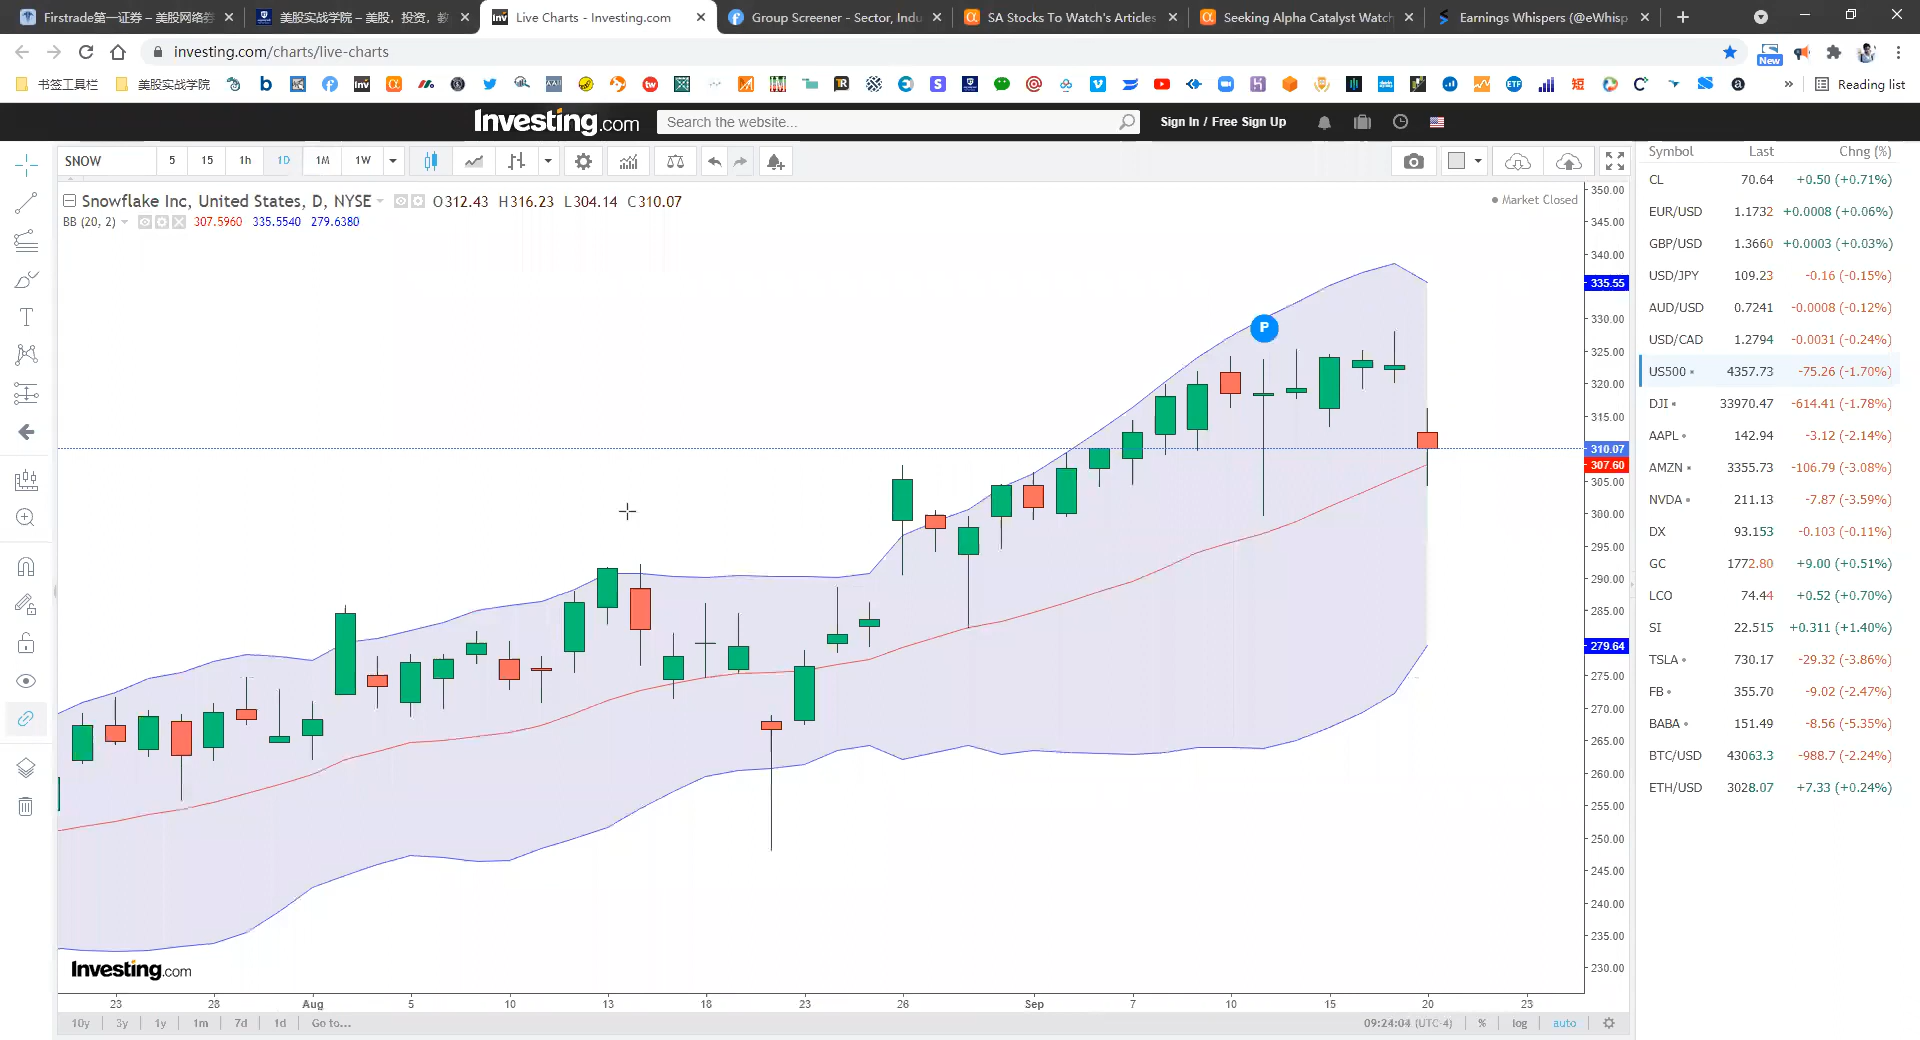 Firstrade第一证券 – 美股网络券
美股实战学院 – 美股，投资，教
Live Charts - Investing.com
Group Screener - Sector, Indu
SA Stocks To Watch's Articles
Seeking Alpha Catalyst Watch
Earnings Whispers (@eWhisp
investing.com/charts/live-charts
New
书签工具栏
美股实战学院
Reading list
Investing.com
Search the website...
Sign In / Free Sign Up
SNOW 5 15 1h 1D 1M 1W
Snowflake Inc, United States, D, NYSE O312.43 H316.23 L304.14 C310.07
Market Closed
BB (20, 2) 307.5960 335.5540 279.6380
P
350.00
345.00
340.00
335.55
330.00
325.00
320.00
315.00
310.07
307.60
305.00
300.00
295.00
290.00
285.00
279.64
275.00
270.00
265.00
260.00
255.00
250.00
245.00
240.00
235.00
230.00
Investing.com
23 28 Aug 5 10 13 18 23 26 Sep 7 10 15 20 23
10y 3y 1y 1m 7d 1d Go to...
09:24:04 (UTC-4) % log auto
Symbol Last Chng (%)
CL 70.64 +0.50 (+0.71%)
EUR/USD 1.1732 +0.0008 (+0.06%)
GBP/USD 1.3660 +0.0003 (+0.03%)
USD/JPY 109.23 -0.16 (-0.15%)
AUD/USD 0.7241 -0.0008 (-0.12%)
USD/CAD 1.2794 -0.0031 (-0.24%)
US500 4357.73 -75.26 (-1.70%)
DJI 33970.47 -614.41 (-1.78%)
AAPL 142.94 -3.12 (-2.14%)
AMZN 3355.73 -106.79 (-3.08%)
NVDA 211.13 -7.87 (-3.59%)
DX 93.153 -0.103 (-0.11%)
GC 1772.80 +9.00 (+0.51%)
LCO 74.44 +0.52 (+0.70%)
SI 22.515 +0.311 (+1.40%)
TSLA 730.17 -29.32 (-3.86%)
FB 355.70 -9.02 (-2.47%)
BABA 151.49 -8.56 (-5.35%)
BTC/USD 43063.3 -988.7 (-2.24%)
ETH/USD 3028.07 +7.33 (+0.24%)